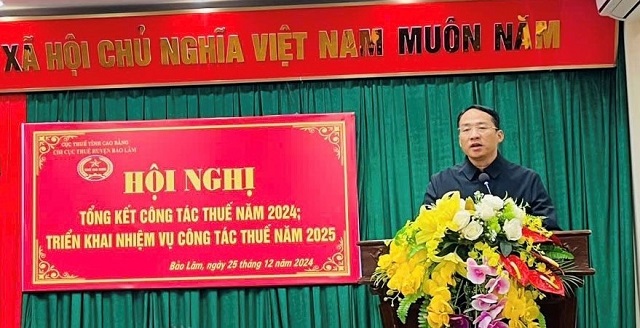 XÃ HỘI CHỦ NGHĨA VIỆT NAM MUÔN NĂM
CỤC THUẾ TỈNH CAO BẰNG
CHI CỤC THUẾ HUYỆN BẢO LÂM
HỘI NGHỊ
TỔNG KẾT CÔNG TÁC THUẾ NĂM 2024;
TRIỂN KHAI NHIỆM VỤ CÔNG TÁC THUẾ NĂM 2025
Bảo Lâm, ngày 25 tháng 12 năm 2024